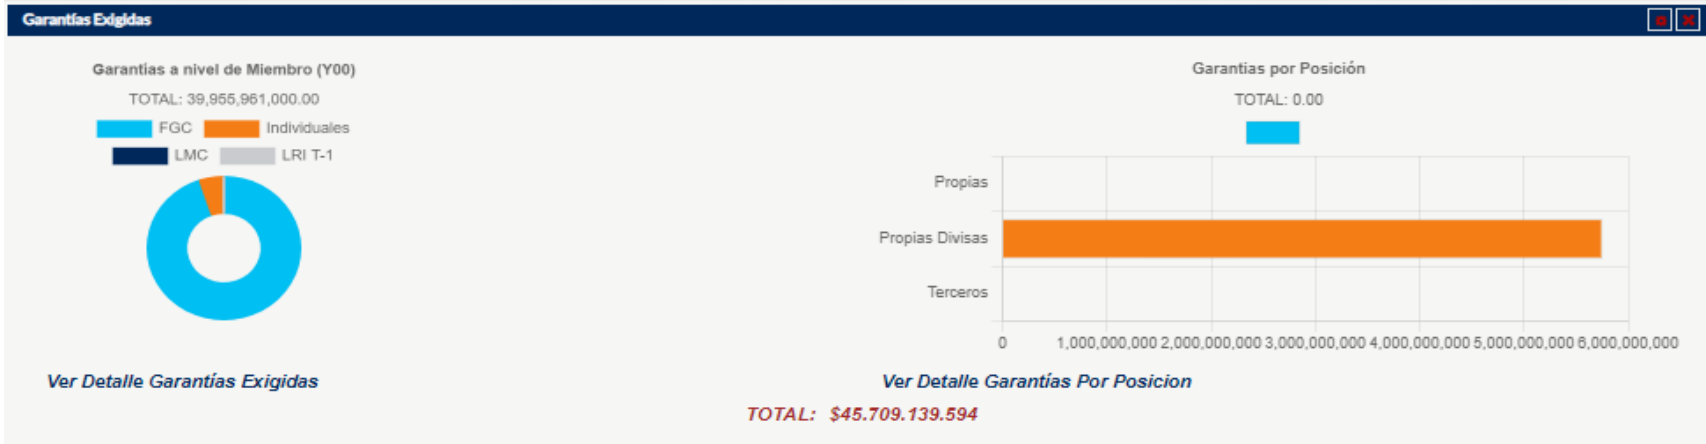 Garantías Exigidas
Garantías a nivel de Miembro (Y00)
TOTAL: 39,955,961,000.00
FGC Individuales
LMC LRI T-1
Garantias por Posición
TOTAL: 0.00
Propias
Propias Divisas
Terceros
0 1,000,000,000 2,000,000,000 3,000,000,000 4,000,000,000 5,000,000,000 6,000,000,000
Ver Detalle Garantías Exigidas
Ver Detalle Garantías Por Posicion
TOTAL: $45.709.139.594